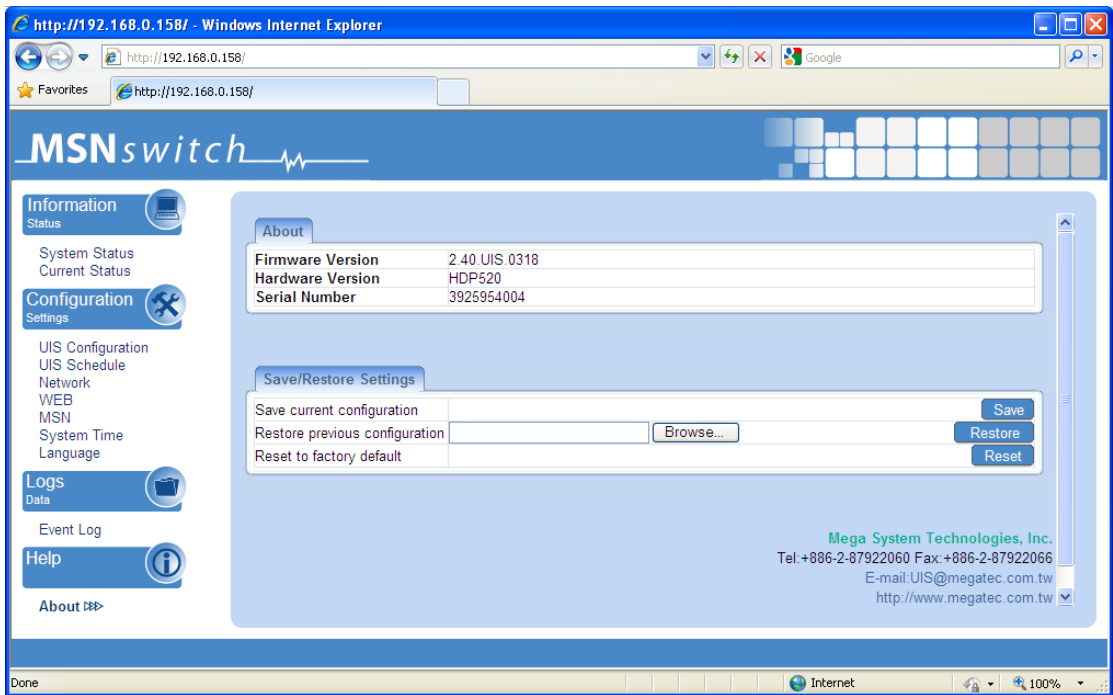 http://192.168.0.158/ - Windows Internet Explorer
http://192.168.0.158/
Google
Favorites
http://192.168.0.158/
MSNswitch
Information
Status
System Status
Current Status
Configuration
Settings
UIS Configuration
UIS Schedule
Network
WEB
MSN
System Time
Language
Logs
Data
Event Log
Help
About
About
Firmware Version 2.40.UIS.0318
Hardware Version HDP520
Serial Number 3925954004
Save/Restore Settings
Save current configuration Save
Restore previous configuration Browse... Restore
Reset to factory default Reset
Mega System Technologies, Inc.
Tel:+886-2-87922060 Fax:+886-2-87922066
E-mail:UIS@megatec.com.tw
http://www.megatec.com.tw
Done Internet 100%